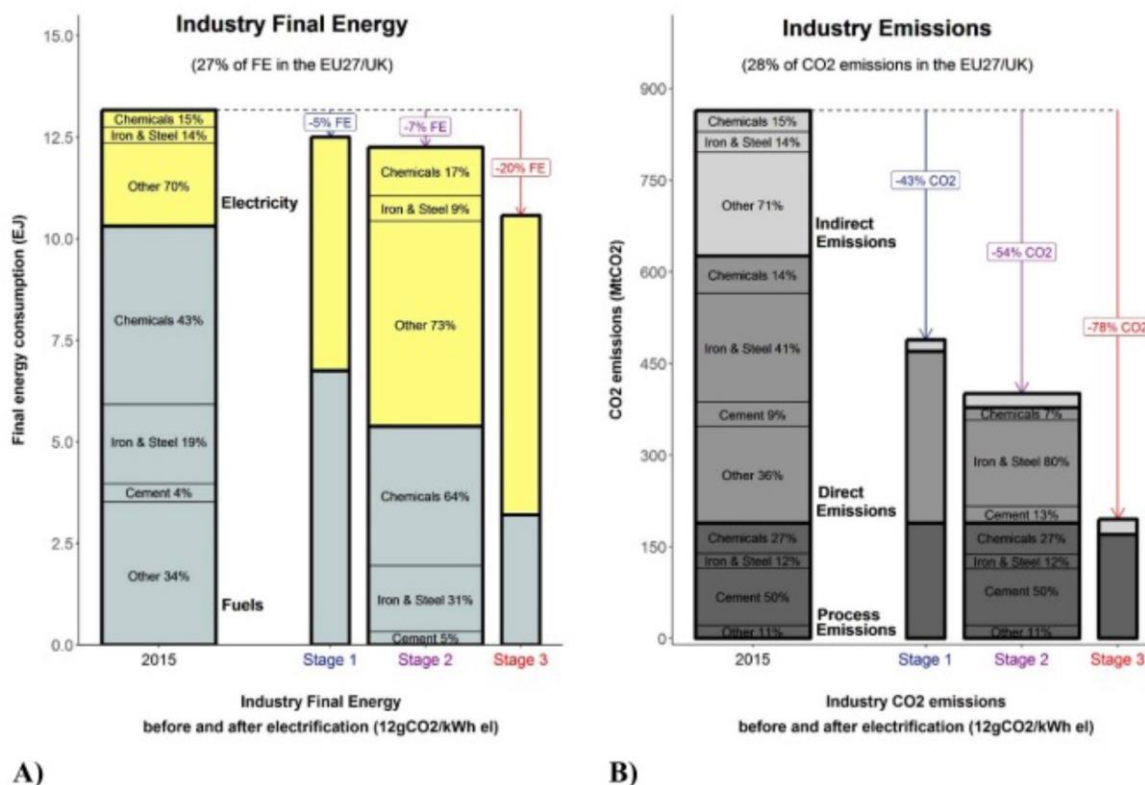 Industry Final Energy
(27% of FE in the EU27/UK)
Final energy consumption (EJ)
15.0
12.5
10.0
7.5
5.0
2.5
0.0
Chemicals 15%
Iron & Steel 14%
Other 70%
Electricity
Chemicals 43%
Iron & Steel 19%
Cement 4%
Other 34%
Fuels
-5% FE
-7% FE
-20% FE
Chemicals 17%
Iron & Steel 9%
Other 73%
Chemicals 64%
Iron & Steel 31%
Cement 5%
2015
Stage 1
Stage 2
Stage 3
Industry Final Energy
before and after electrification (12gCO2/kWh el)
A)
Industry Emissions
(28% of CO2 emissions in the EU27/UK)
CO2 emissions (MtCO2)
900
750
600
450
300
150
0
Chemicals 15%
Iron & Steel 14%
Other 71%
Indirect
Emissions
Chemicals 14%
Iron & Steel 41%
Cement 9%
Other 36%
Direct
Emissions
Chemicals 27%
Iron & Steel 12%
Cement 50%
Other 11%
Process
Emissions
-43% CO2
-54% CO2
-78% CO2
Chemicals 7%
Iron & Steel 80%
Cement 13%
Chemicals 27%
Iron & Steel 12%
Cement 50%
Other 11%
2015
Stage 1
Stage 2
Stage 3
Industry CO2 emissions
before and after electrification (12gCO2/kWh el)
B)